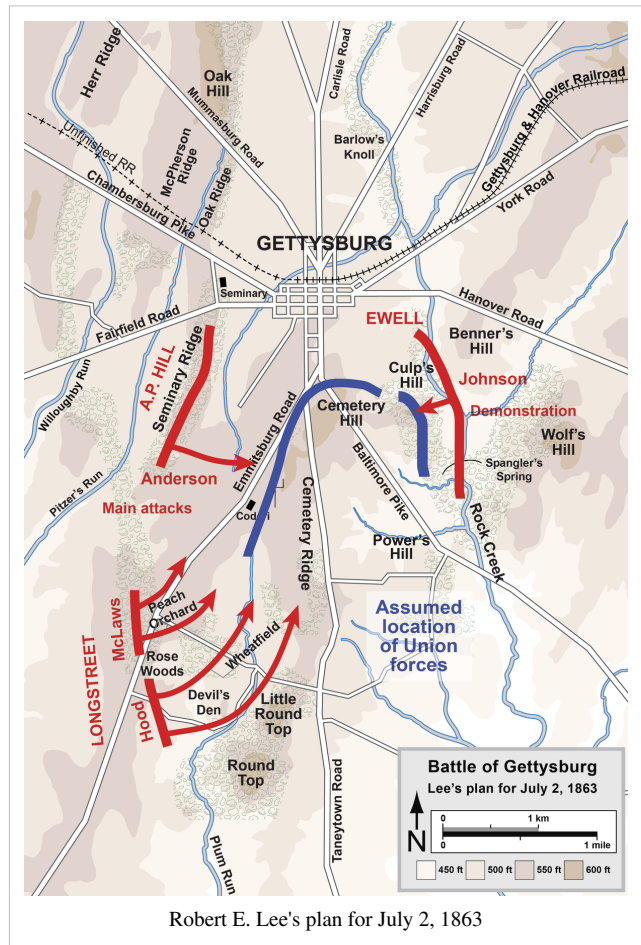 Herr Ridge
Oak
Hill
Mummasburg Road
Carlisle Road
Harrisburg Road
Gettysburg & Hanover Railroad
Unfinished RR
McPherson
Ridge
Barlow's
Knoll
Oak Ridge
Chambersburg Pike
York Road
GETTYSBURG
Seminary
Hanover Road
Fairfield Road
EWELL
Benner's
Hill
A.P. HILL
Seminary Ridge
Willoughby Run
Culp's
Hill
Johnson
Cemetery
Hill
Demonstration
Wolf's
Hill
Emmitsburg Road
Baltimore Pike
Spangler's
Spring
Anderson
Pitzer's Run
Main attacks
Codori
Cemetery Ridge
Rock Creek
Power's
Hill
Peach
Orchard
McLaws
LONGSTREET
Assumed
location
of Union
forces
Wheatfield
Rose
Woods
Devil's
Den
Hood
Little
Round
Top
Round
Top
Taneytown Road
Plum Run
Battle of Gettysburg
Lee's plan for July 2, 1863
N
0 1 km
0 1 mile
450 ft 500 ft 550 ft 600 ft
Robert E. Lee's plan for July 2, 1863